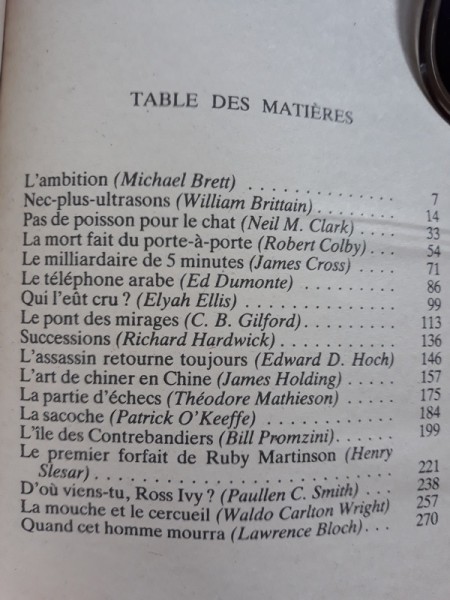 TABLE DES MATIÈRES
L'ambition (Michael Brett) . . . . . . . . . . . . . . 7
Nec-plus-ultrasons (William Brittain) . . . . . . . 14
Pas de poisson pour le chat (Neil M. Clark) . . . . 33
La mort fait du porte-à-porte (Robert Colby) . . . 54
Le milliardaire de 5 minutes (James Cross) . . . . 71
Le téléphone arabe (Ed Dumonte) . . . . . . . . . . 86
Qui l'eût cru ? (Elyah Ellis) . . . . . . . . . . . . 99
Le pont des mirages (C. B. Gilford) . . . . . . . . 113
Successions (Richard Hardwick) . . . . . . . . . . 136
L'assassin retourne toujours (Edward D. Hoch) 146
L'art de chiner en Chine (James Holding) . . . . . 157
La partie d'échecs (Théodore Mathieson) . . . . . 175
La sacoche (Patrick O'Keeffe) . . . . . . . . . . . 184
L'île des Contrebandiers (Bill Promzini) . . . . . . 199
Le premier forfait de Ruby Martinson (Henry
Slesar) . . . . . . . . . . . . . . . . . . . . . . . . 221
D'où viens-tu, Ross Ivy ? (Paullen C. Smith) . . . 238
La mouche et le cercueil (Waldo Carlton Wright) 257
Quand cet homme mourra (Lawrence Bloch) . . . 270